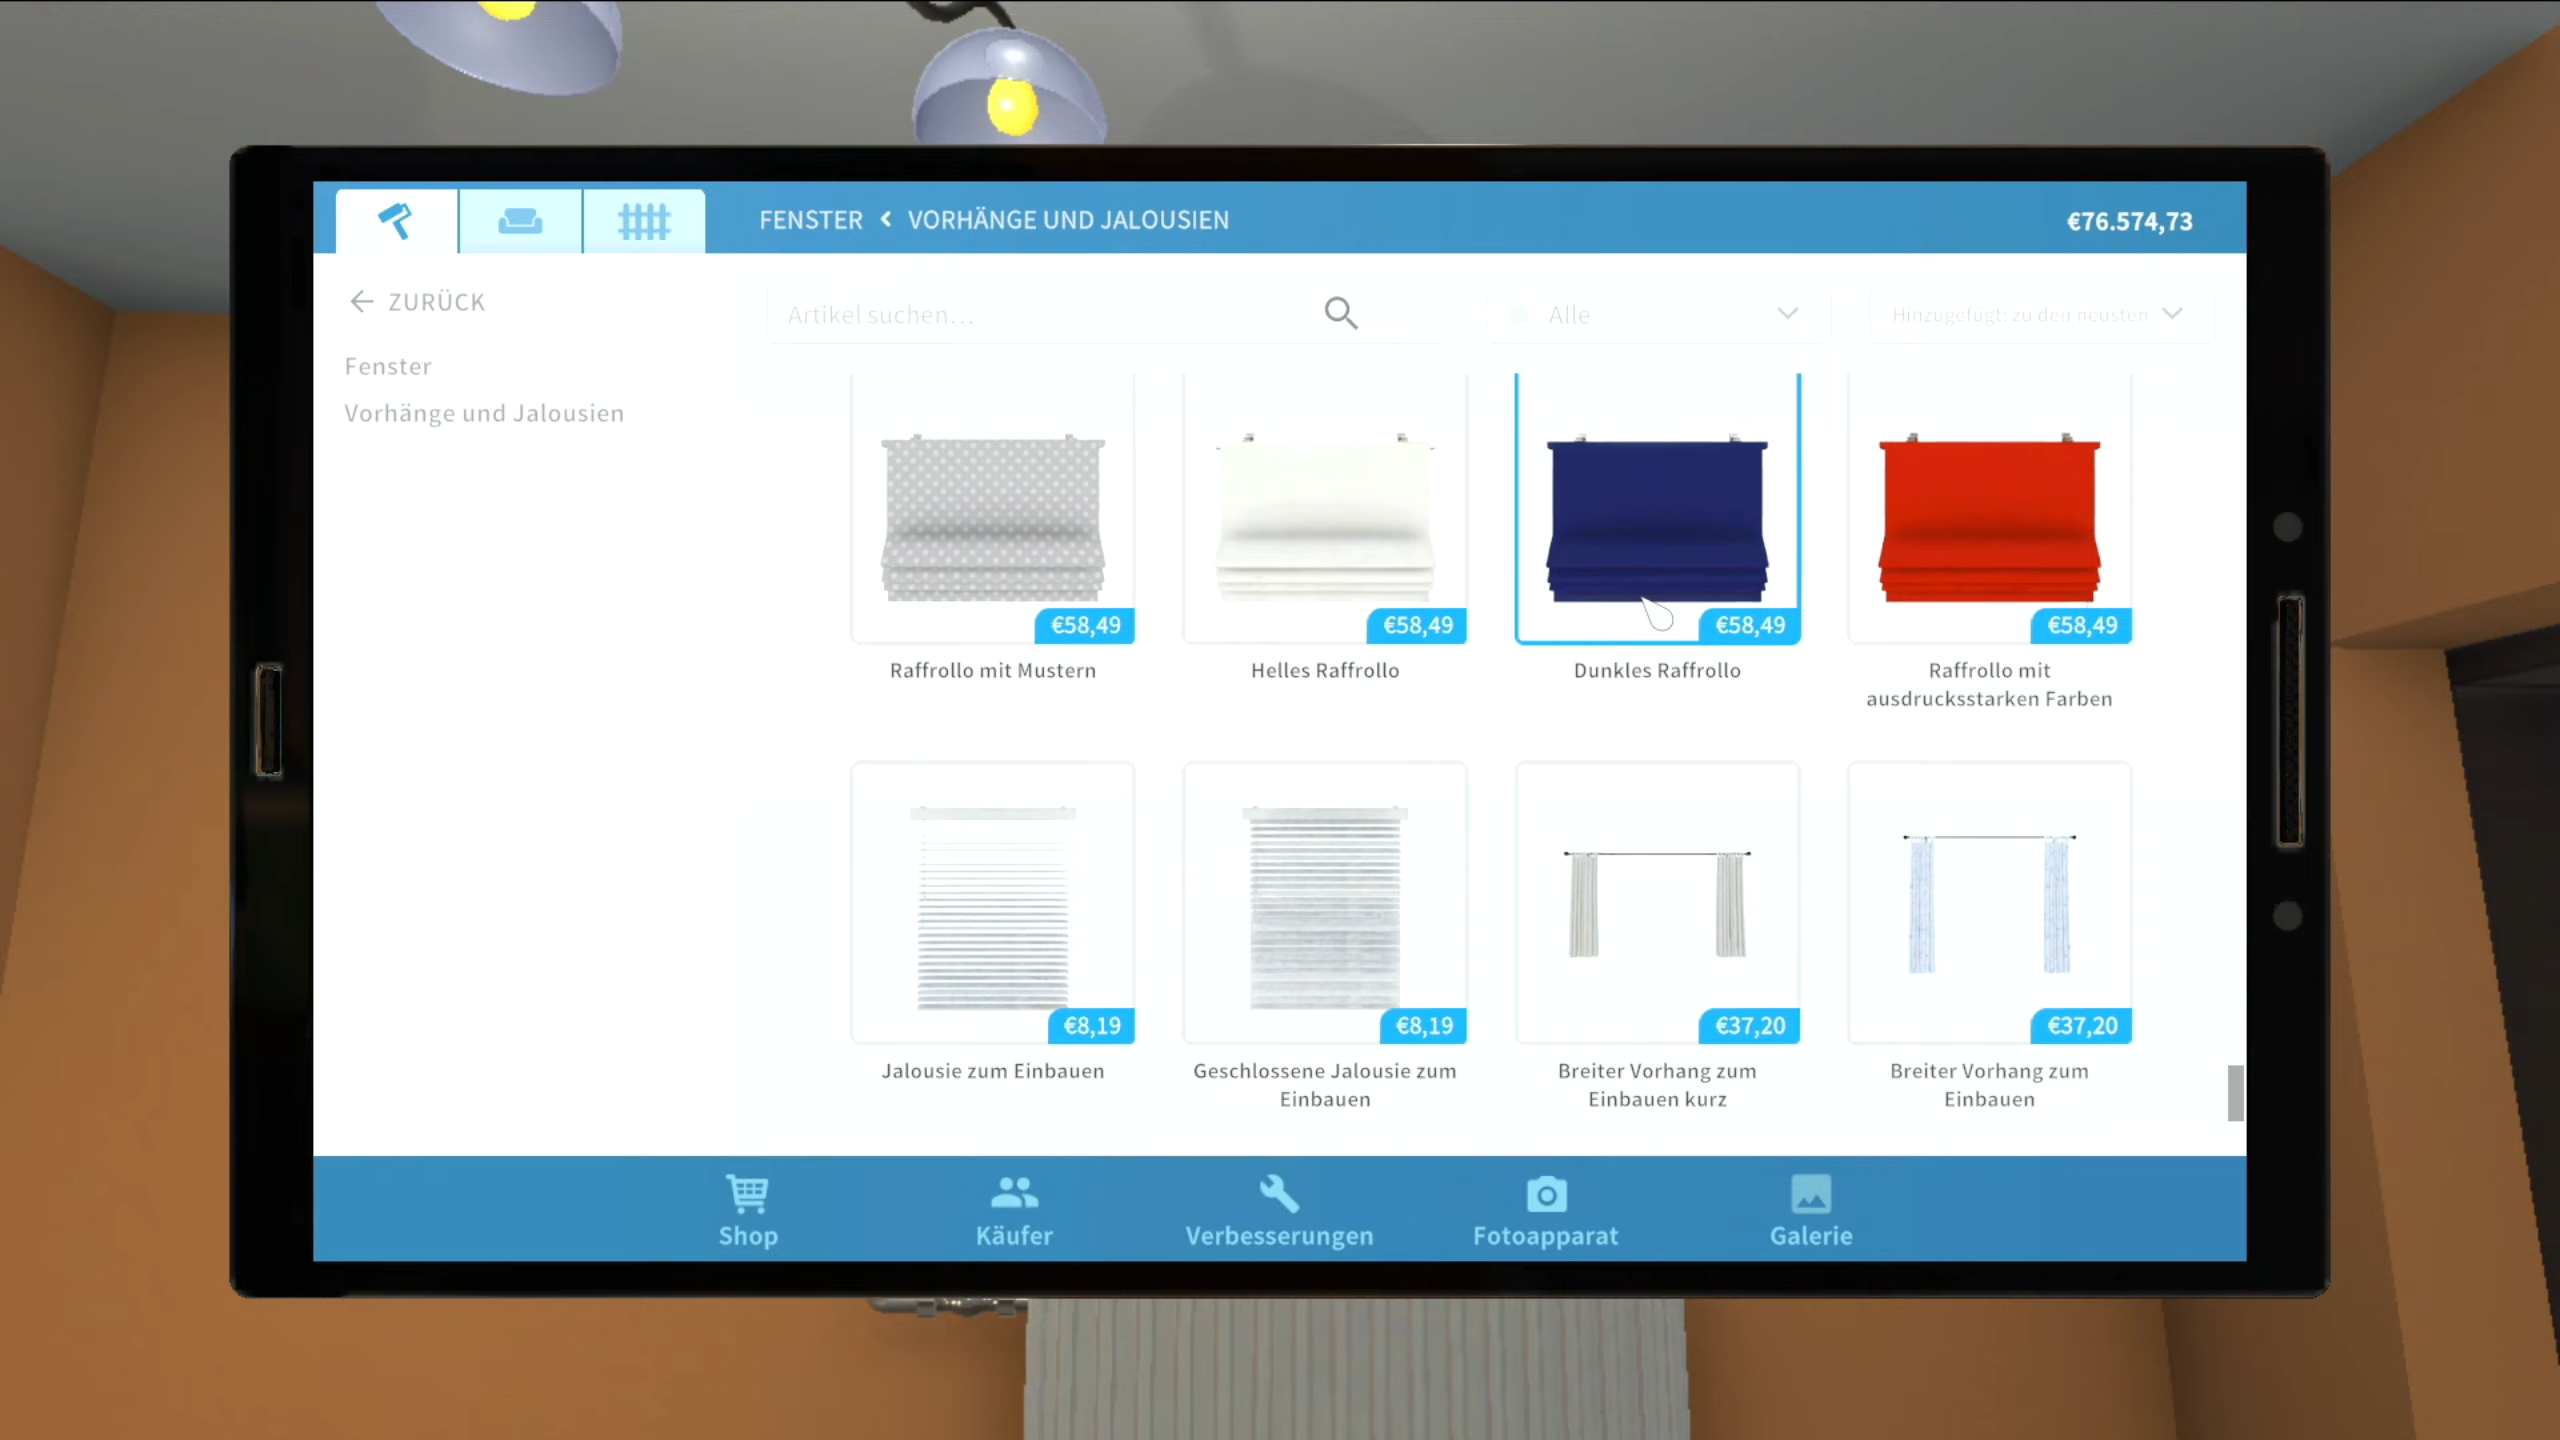 FENSTER < VORHÄNGE UND JALOUSIEN
€76.574,73
ZURÜCK
Fenster
Vorhänge und Jalousien
Artikel suchen...
Alle
Hinzugefügt: zu den neusten
€58,49
€58,49
€58,49
€58,49
Raffrollo mit Mustern
Helles Raffrollo
Dunkles Raffrollo
Raffrollo mit
ausdrucksstarken Farben
€8,19
€8,19
€37,20
€37,20
Jalousie zum Einbauen
Geschlossene Jalousie zum
Einbauen
Breiter Vorhang zum
Einbauen kurz
Breiter Vorhang zum
Einbauen
Shop
Käufer
Verbesserungen
Fotoapparat
Galerie